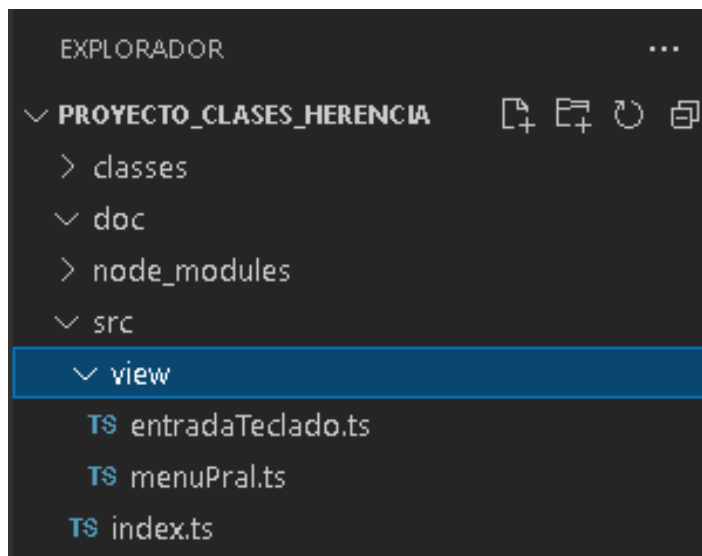 EXPLORADOR
PROYECTO_CLASES_HERENCIA
classes
doc
node_modules
src
view
TS entradaTeclado.ts
TS menuPral.ts
TS index.ts